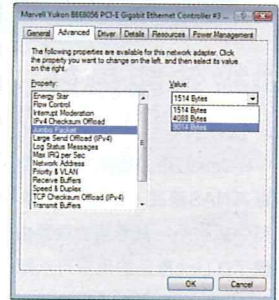 Marvell Yukon 88E8056 PCI-E Gigabit Ethernet Controller #3 ...
General Advanced Driver Details Resources Power Management
The following properties are available for this network adapter. Click
the property you want to change on the left, and then select its value
on the right.
Property:
Value:
Energy Star
Flow Control
Interrupt Moderation
IPv4 Checksum Offload
Jumbo Packet
Large Send Offload (IPv4)
Log Status Messages
Max IRQ per Sec
Network Address
Priority & VLAN
Receive Buffers
Speed & Duplex
TCP Checksum Offload (IPv4)
Transmit Buffers
1514 Bytes
1514 Bytes
4088 Bytes
9014 Bytes
OK Cancel